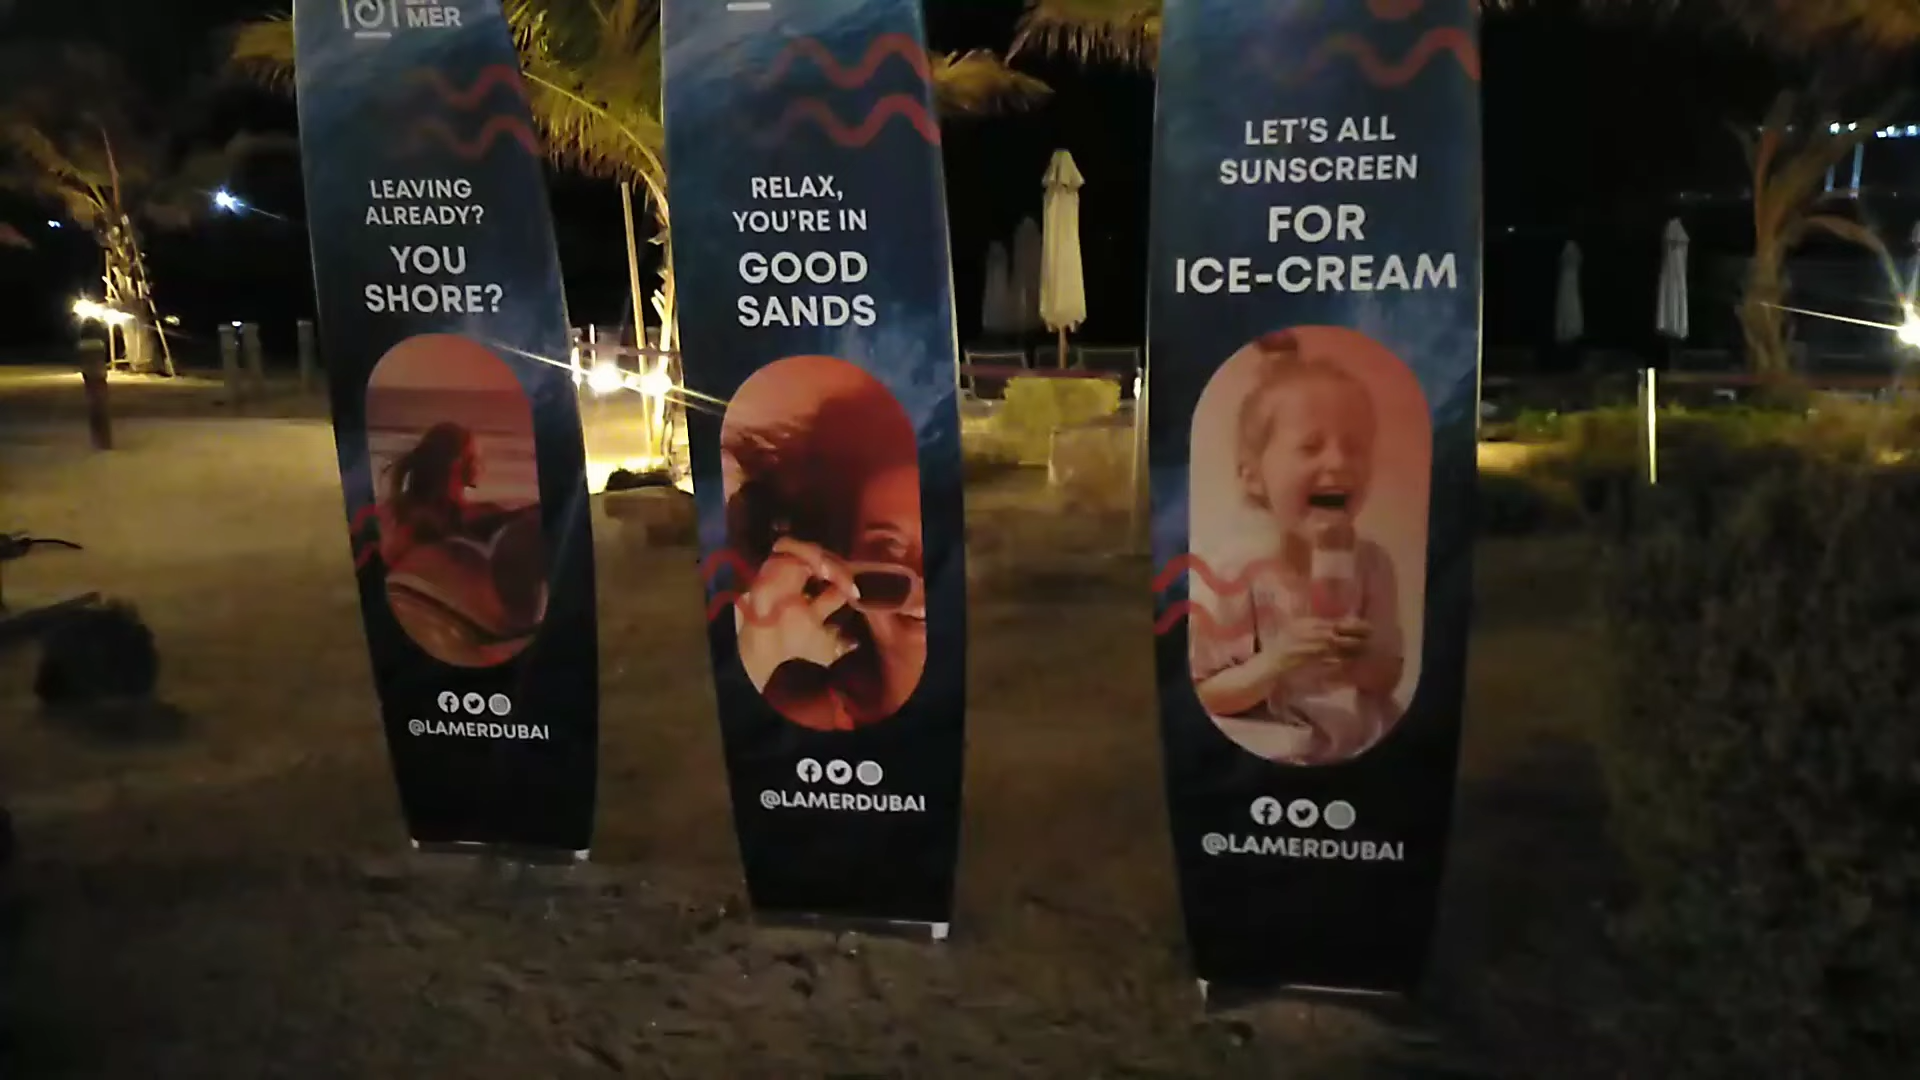 LA
MER
LEAVING
ALREADY?
YOU
SHORE?
@LAMERDUBAI
RELAX,
YOU'RE IN
GOOD
SANDS
@LAMERDUBAI
LET'S ALL
SUNSCREEN
FOR
ICE-CREAM
@LAMERDUBAI